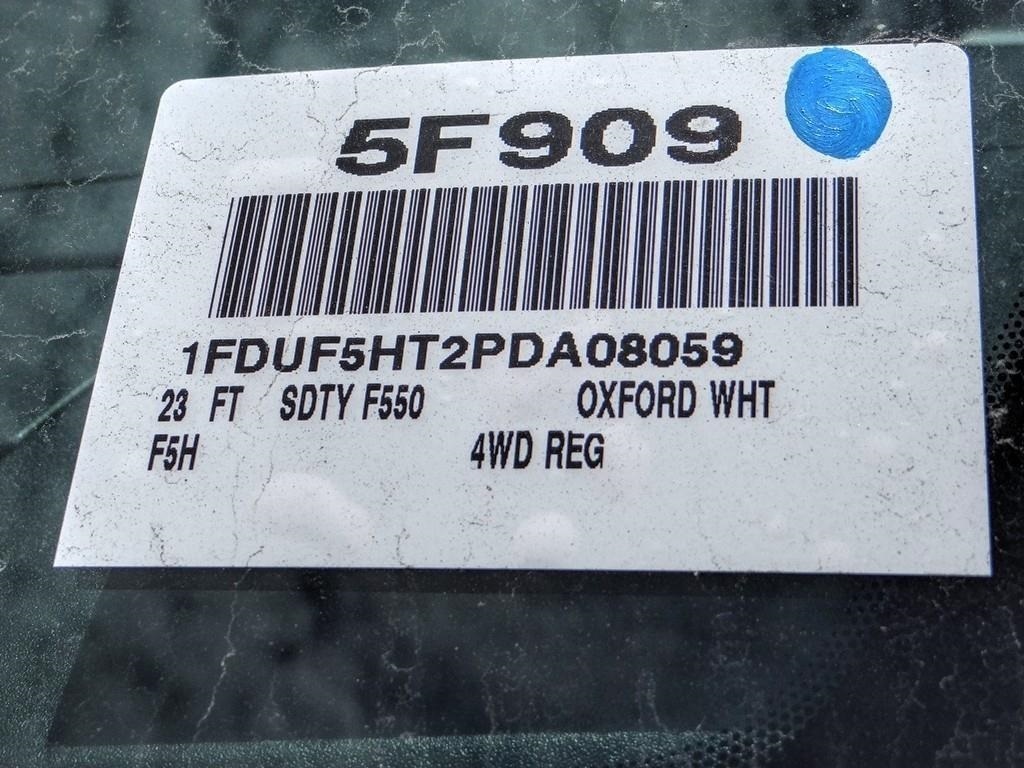 5F909
1FDUF5HT2PDA08059
23 FT SDTY F550 OXFORD WHT
F5H 4WD REG